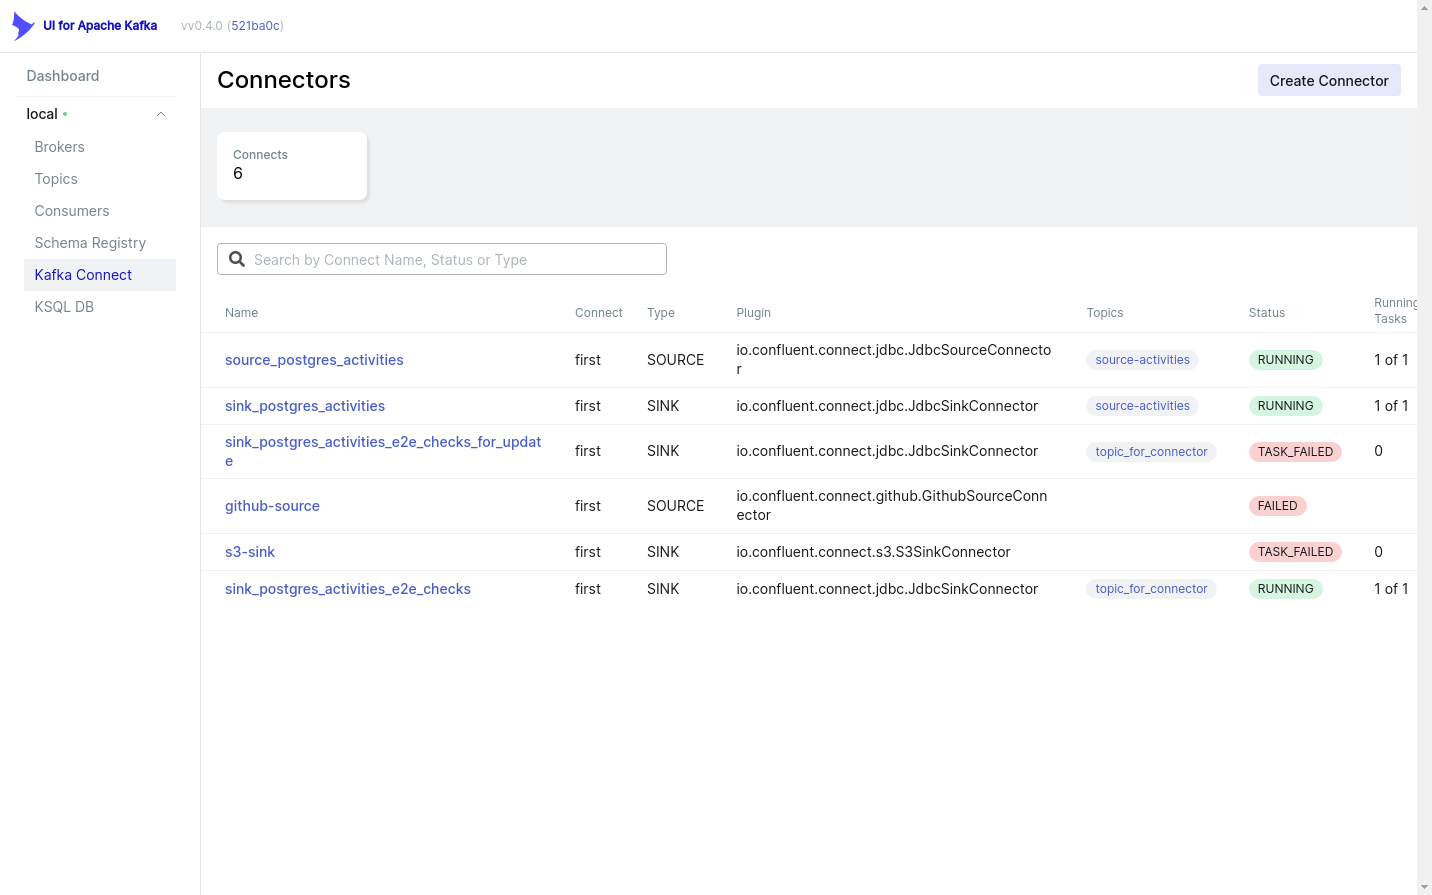 UI for Apache Kafka vv0.4.0 (521ba0c)
Dashboard
local
Brokers
Topics
Consumers
Schema Registry
Kafka Connect
KSQL DB
Connectors
Create Connector
Connects
6
Search by Connect Name, Status or Type
Name Connect Type Plugin Topics Status Running
Tasks
source_postgres_activities first SOURCE io.confluent.connect.jdbc.JdbcSourceConnecto
r source-activities RUNNING 1 of 1
sink_postgres_activities first SINK io.confluent.connect.jdbc.JdbcSinkConnector source-activities RUNNING 1 of 1
sink_postgres_activities_e2e_checks_for_updat
e first SINK io.confluent.connect.jdbc.JdbcSinkConnector topic_for_connector TASK_FAILED 0
github-source first SOURCE io.confluent.connect.github.GithubSourceConn
ector FAILED
s3-sink first SINK io.confluent.connect.s3.S3SinkConnector TASK_FAILED 0
sink_postgres_activities_e2e_checks first SINK io.confluent.connect.jdbc.JdbcSinkConnector topic_for_connector RUNNING 1 of 1